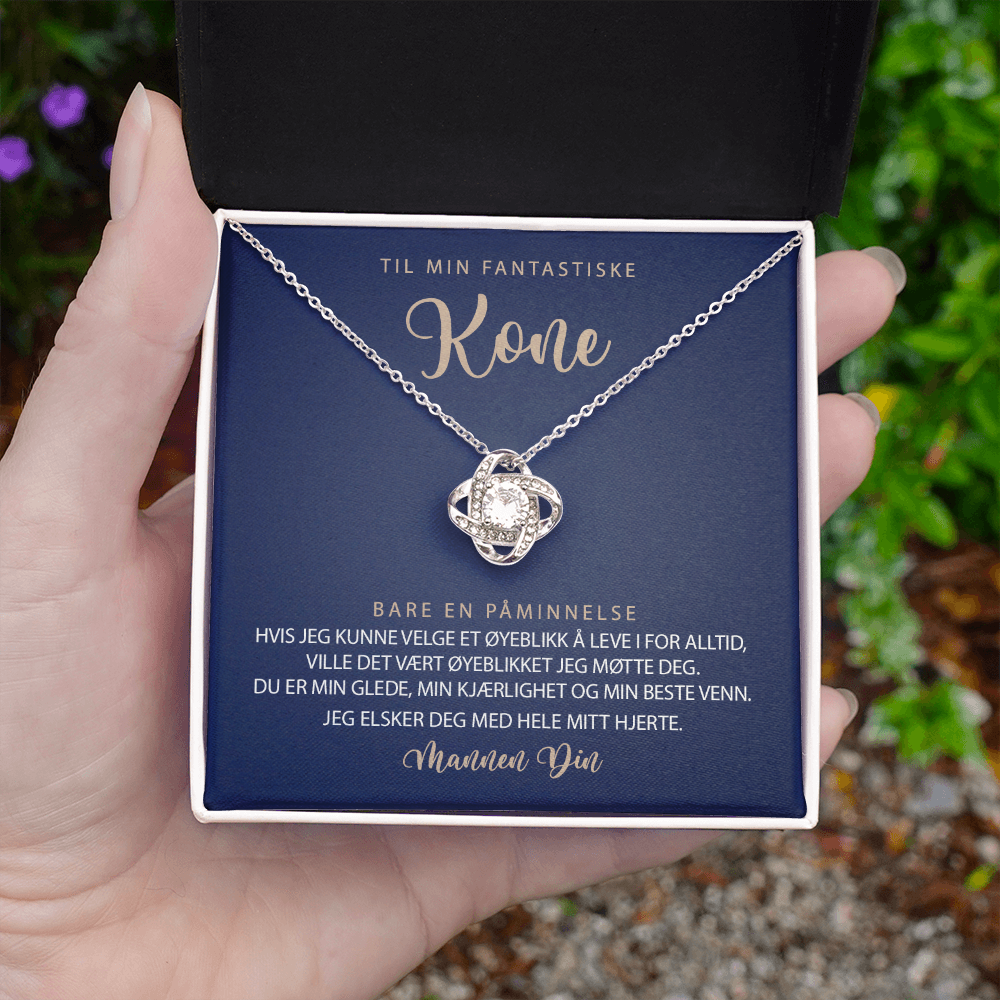 TIL MIN FANTASTISKE
Kone
BARE EN PÅMINNELSE
HVIS JEG KUNNE VELGE ET ØYEBLIKK Å LEVE I FOR ALLTID,
VILLE DET VÆRT ØYEBLIKKET JEG MØTTE DEG.
DU ER MIN GLEDE, MIN KJÆRLIGHET OG MIN BESTE VENN.
JEG ELSKER DEG MED HELE MITT HJERTE.
Mannen Din